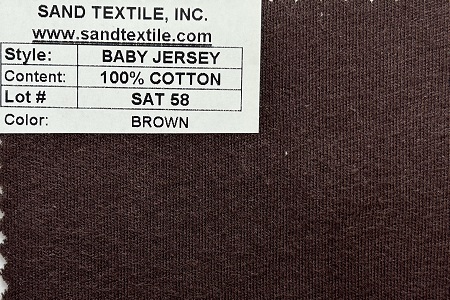 SAND TEXTILE, INC.
www.sandtextile.com
Style: BABY JERSEY
Content: 100% COTTON
Lot # SAT 58
Color: BROWN